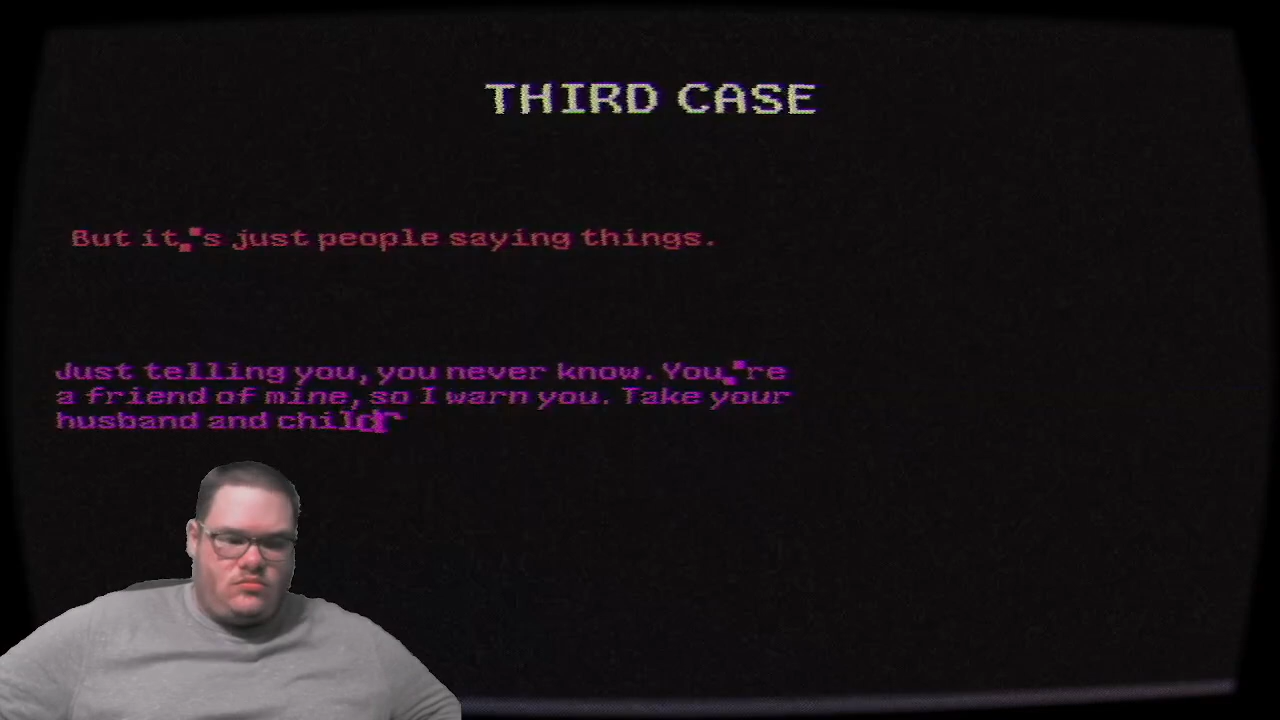 THIRD CASE
But it„"s just people saying things.
Just telling you, you never know. You„"re
a friend of mine, so I warn you. Take your
husband and child